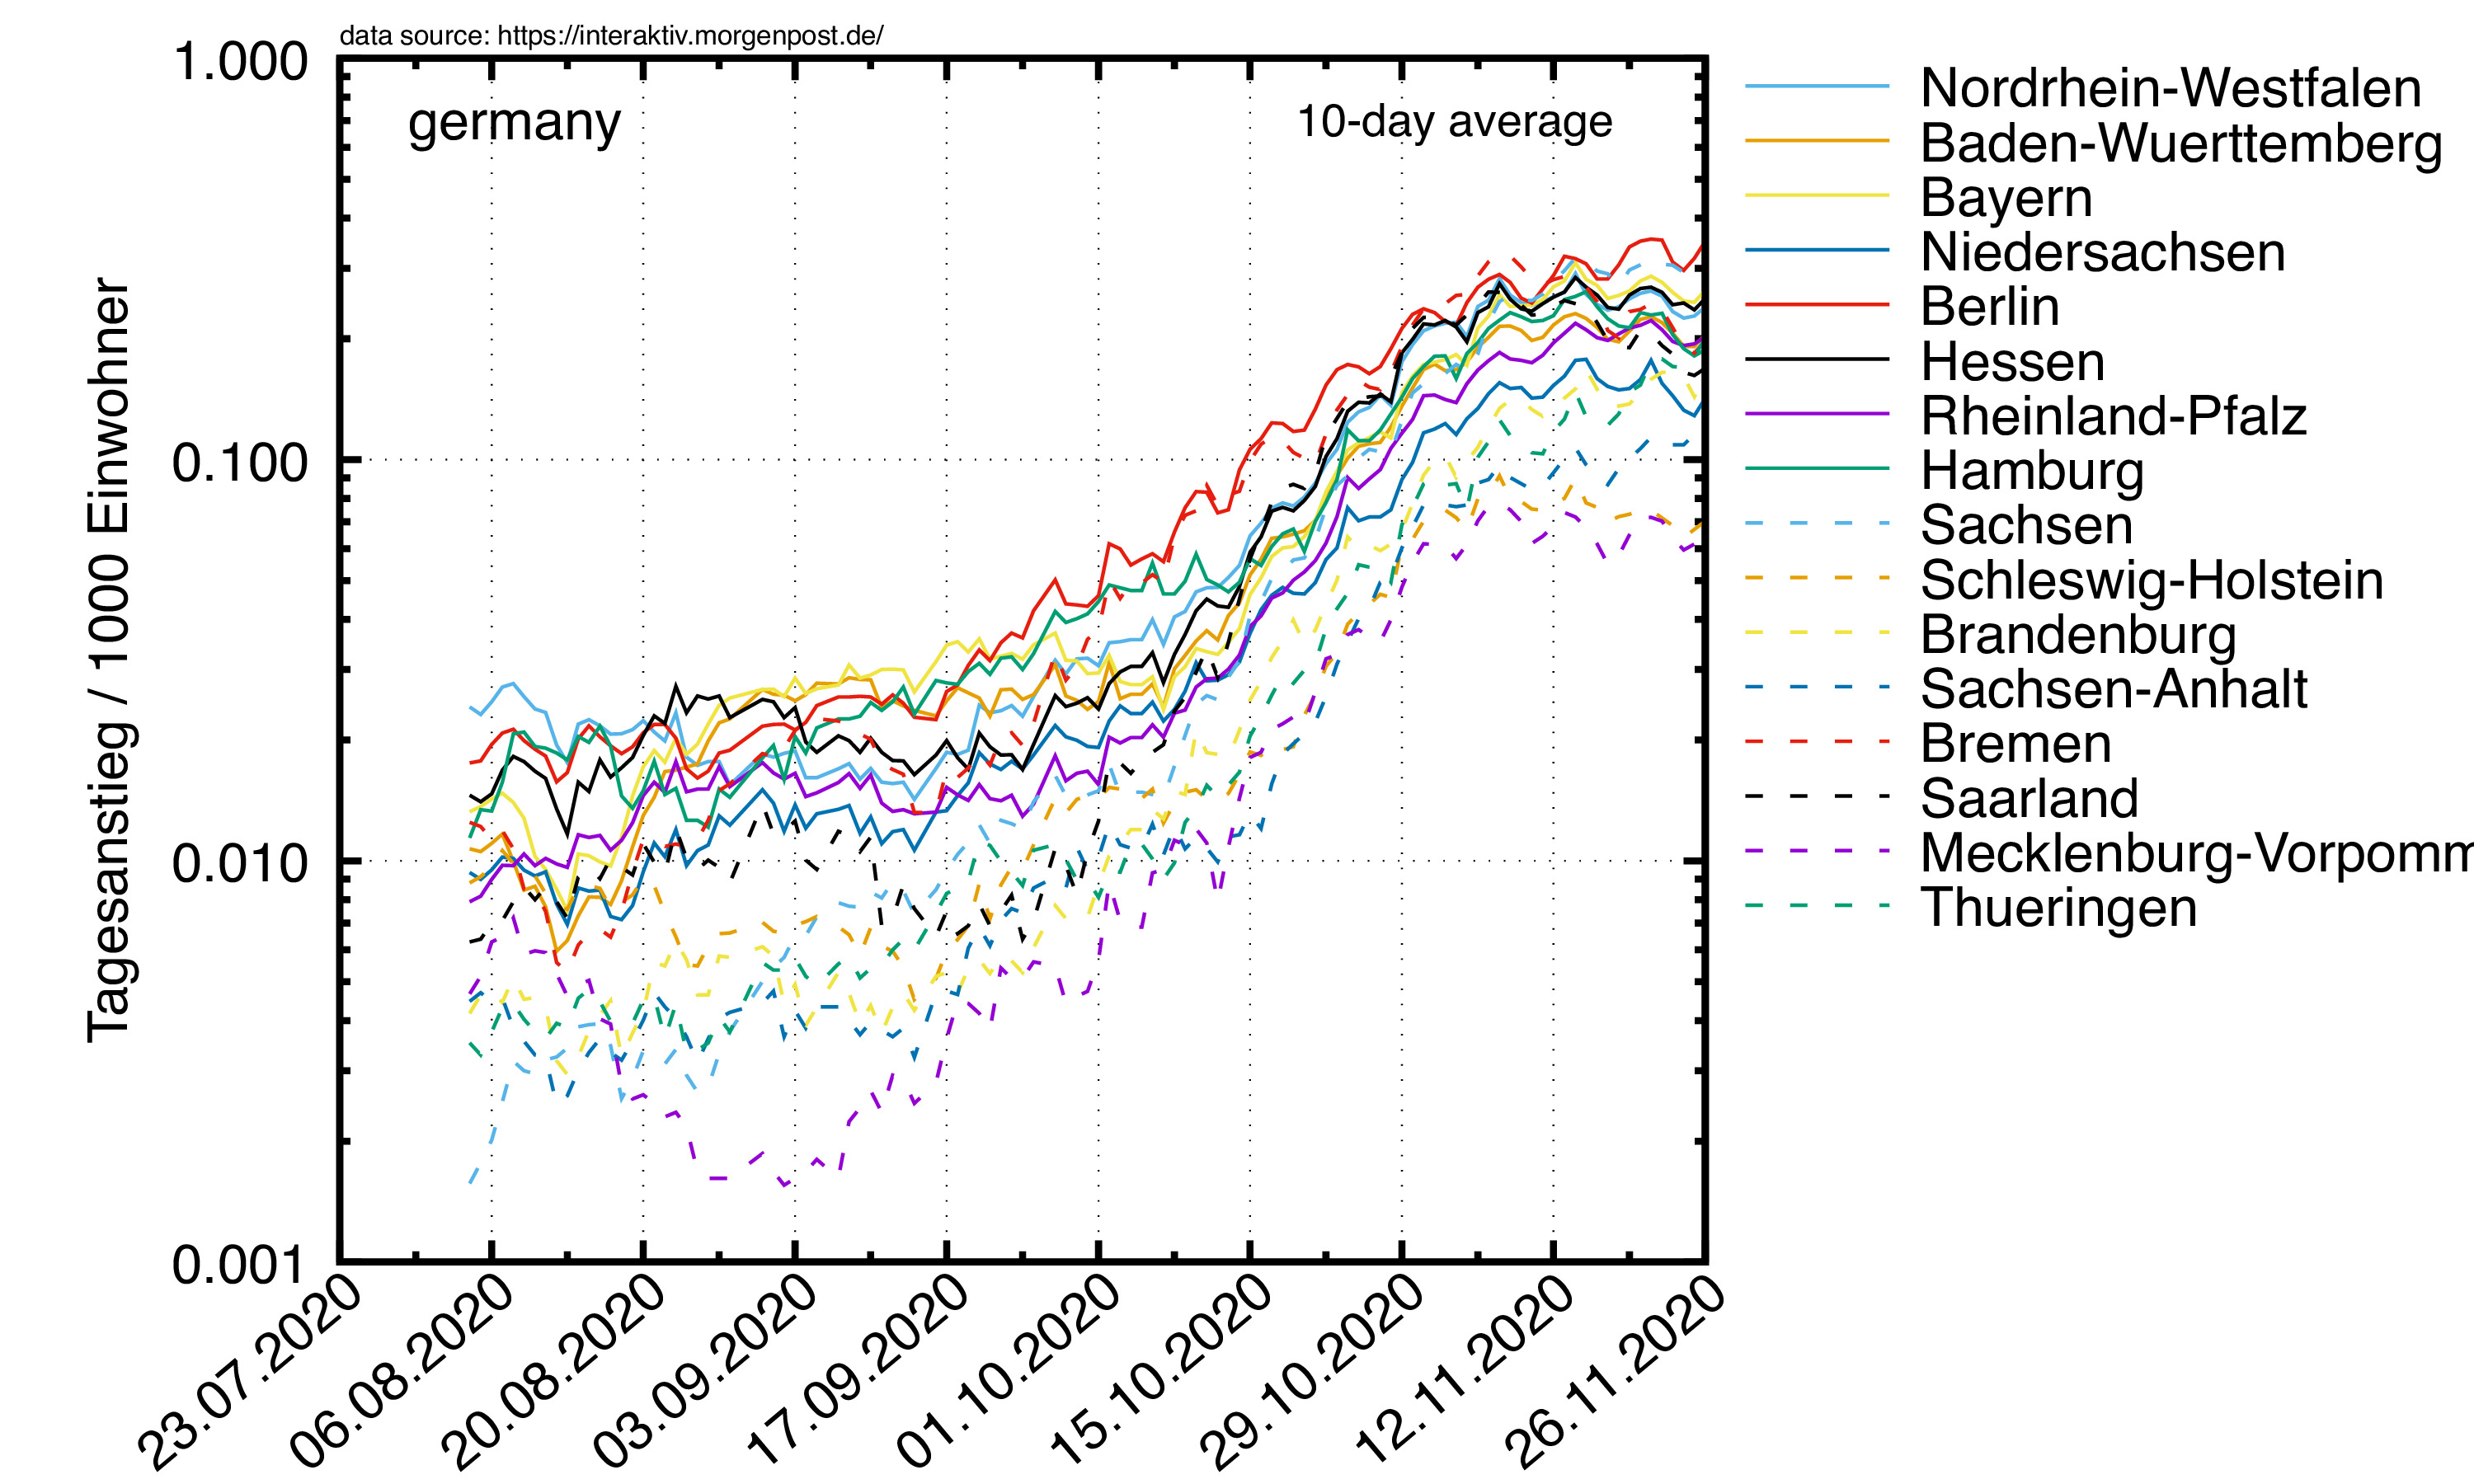 data source: https://interaktiv.morgenpost.de/
germany
10-day average
Tagesanstieg / 1000 Einwohner
1.000
0.100
0.010
0.001
23.07.2020
06.08.2020
20.08.2020
03.09.2020
17.09.2020
01.10.2020
15.10.2020
29.10.2020
12.11.2020
26.11.2020
Nordrhein-Westfalen
Baden-Wuerttemberg
Bayern
Niedersachsen
Berlin
Hessen
Rheinland-Pfalz
Hamburg
Sachsen
Schleswig-Holstein
Brandenburg
Sachsen-Anhalt
Bremen
Saarland
Mecklenburg-Vorpomm
Thueringen